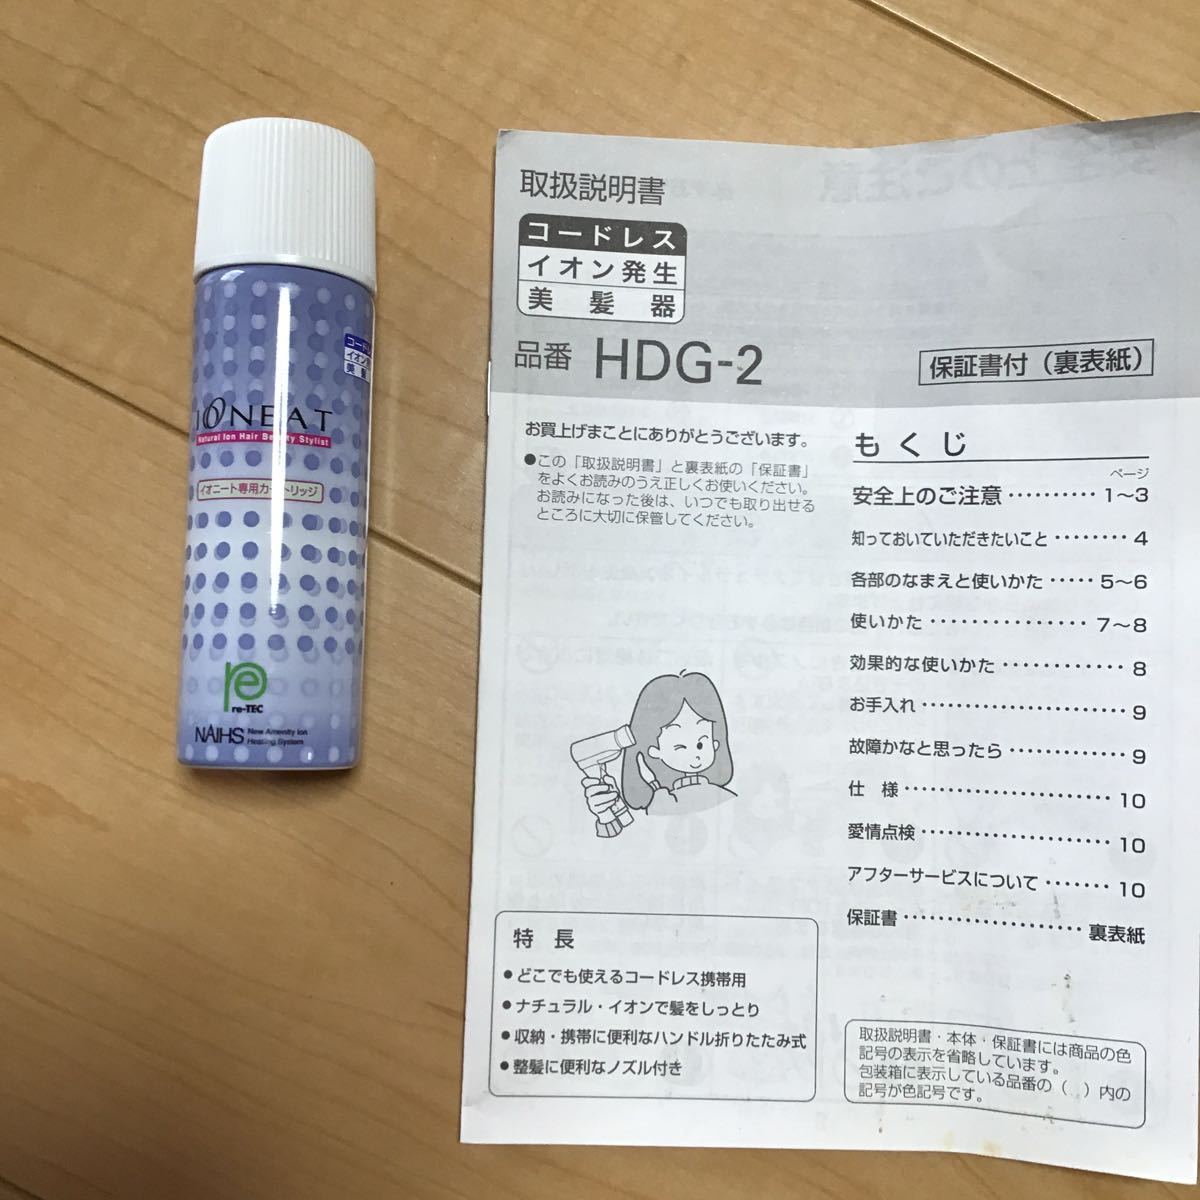 コードレ
イオン
美髪
IONEAT
Natural Ion Hair Beauty Stylist
イオニート専用カートリッジ
re-TEC
NAIHS New Amenity Ion
Heating System
取扱説明書
コードレス
イオン発生
美髪器
品番 HDG-2
保証書付（裏表紙）
お買上げまことにありがとうございます。
●この「取扱説明書」と裏表紙の「保証書」
をよくお読みのうえ正しくお使いください。
お読みになった後は、いつでも取り出せる
ところに大切に保管してください。
もくじ
ページ
安全上のご注意 ·········· 1〜3
知っておいていただきたいこと ········ 4
各部のなまえと使いかた ····· 5〜6
使いかた ················ 7〜8
効果的な使いかた ············ 8
お手入れ ····················· 9
故障かなと思ったら ············ 9
仕様 ······················· 10
愛情点検 ····················· 10
アフターサービスについて ······· 10
保証書 ····················· 裏表紙
特長
●どこでも使えるコードレス携帯用
●ナチュラル・イオンで髪をしっとり
●収納・携帯に便利なハンドル折りたたみ式
●整髪に便利なノズル付き
取扱説明書・本体・保証書には商品の色
記号の表示を省略しています。
包装箱に表示している品番の（ ）内の
記号が色記号です。